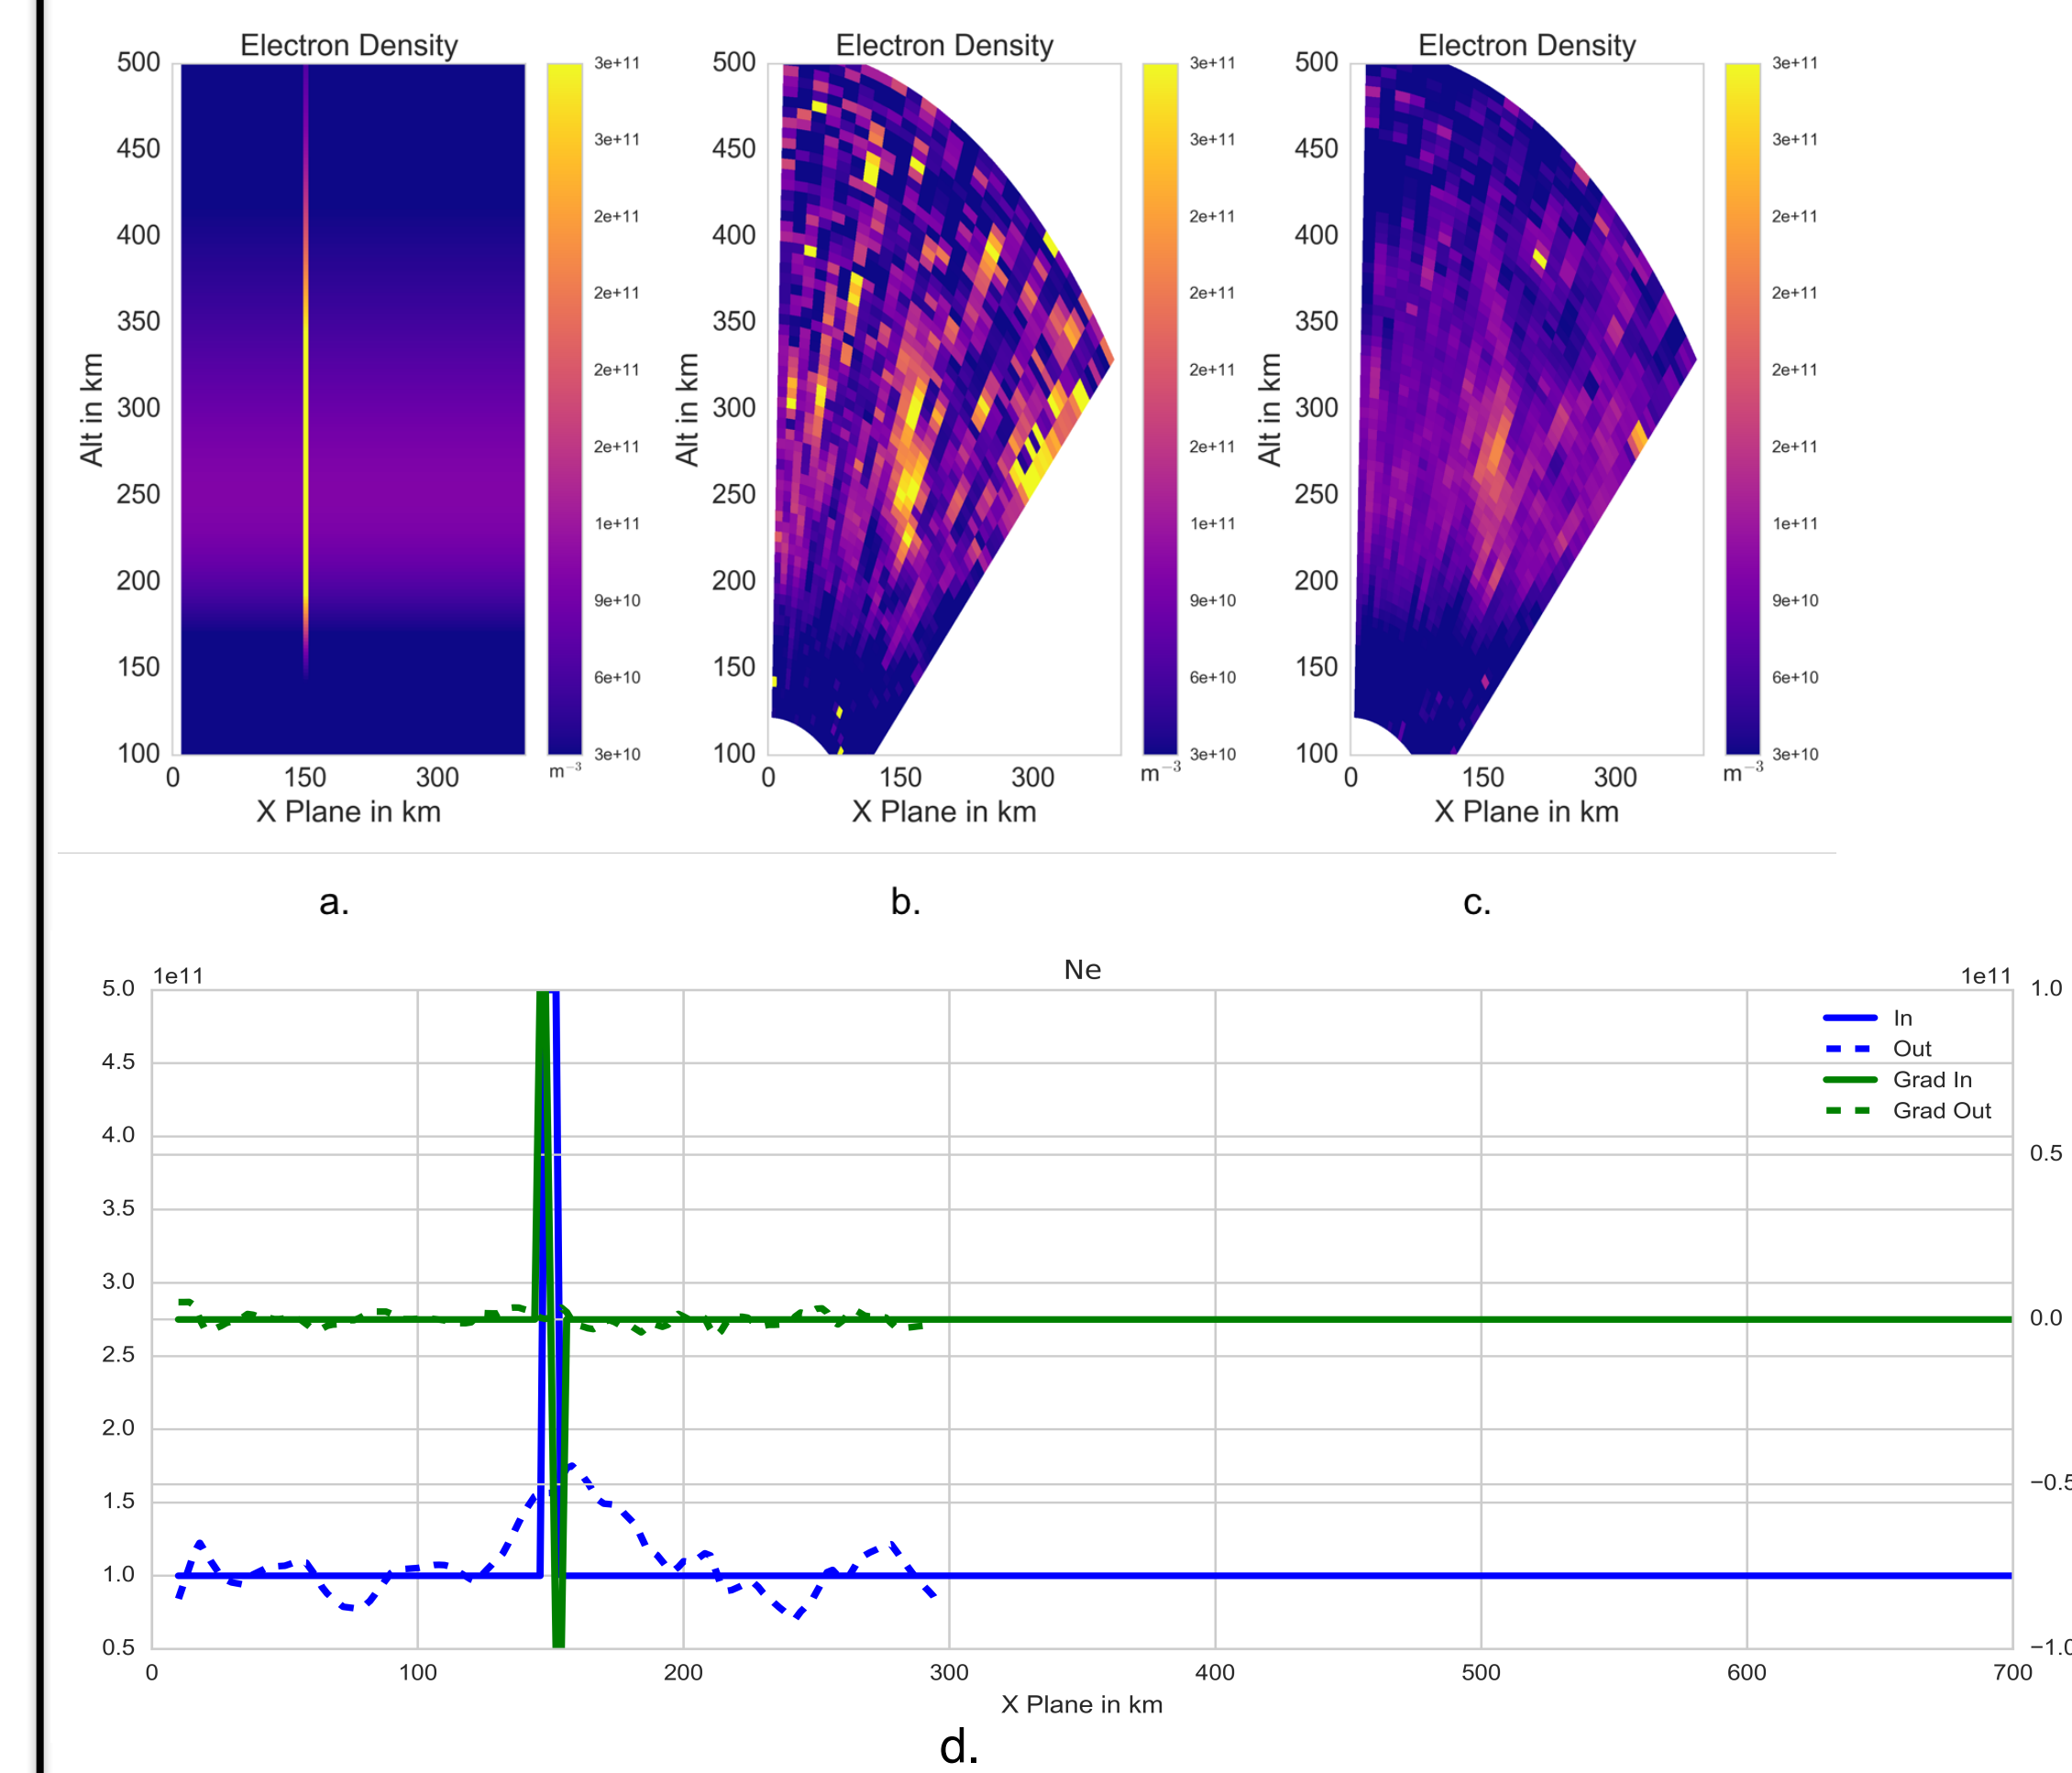 Electron Density
500
450
400
350
300
250
200
150
100
Alt in km
0 150 300
X Plane in km
3e+11
3e+11
2e+11
2e+11
2e+11
2e+11
1e+11
9e+10
6e+10
3e+10
m−3
Electron Density
500
450
400
350
300
250
200
150
100
Alt in km
0 150 300
X Plane in km
3e+11
3e+11
2e+11
2e+11
2e+11
2e+11
1e+11
9e+10
6e+10
3e+10
m−3
Electron Density
500
450
400
350
300
250
200
150
100
Alt in km
0 150 300
X Plane in km
3e+11
3e+11
2e+11
2e+11
2e+11
2e+11
1e+11
9e+10
6e+10
3e+10
m−3
a. b. c.
Ne
1e11 1e11
5.0
4.5
4.0
3.5
3.0
2.5
2.0
1.5
1.0
0.5
1.0
0.5
0.0
−0.5
−1.0
In
Out
Grad In
Grad Out
0 100 200 300 400 500 600 700
X Plane in km
d.